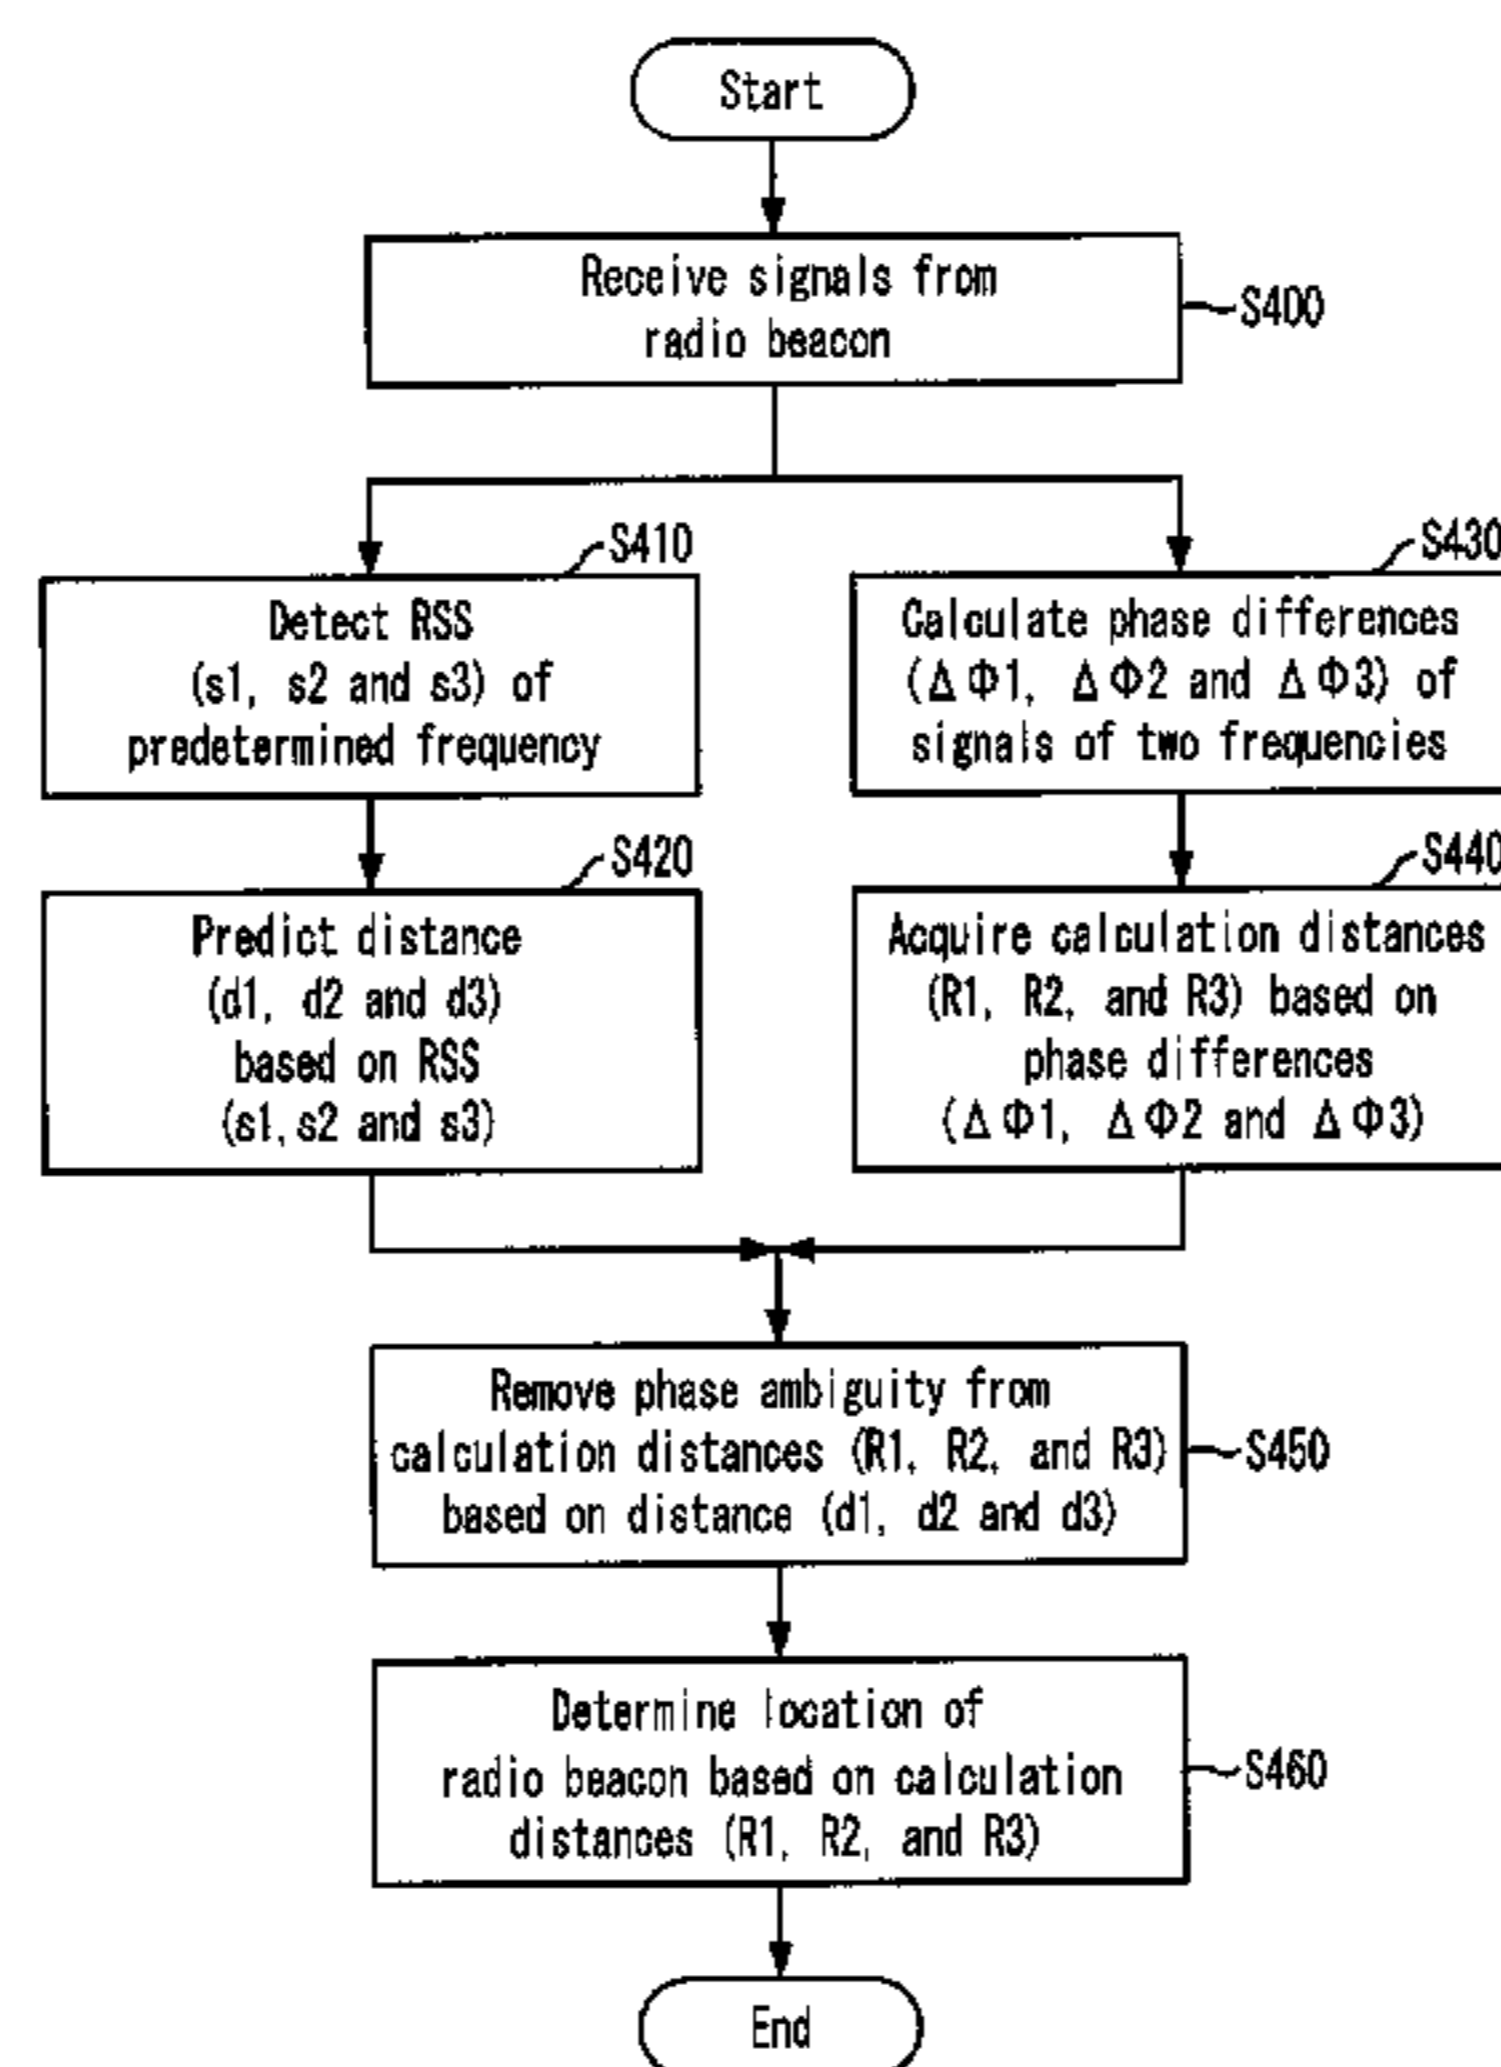 Start
Receive signals from
radio beacon
S400
S410
Detect RSS
(s1, s2 and s3) of
predetermined frequency
S430
Calculate phase differences
(ΔΦ1, ΔΦ2 and ΔΦ3) of
signals of two frequencies
S420
Predict distance
(d1, d2 and d3)
based on RSS
(s1, s2 and s3)
S440
Acquire calculation distances
(R1, R2, and R3) based on
phase differences
(ΔΦ1, ΔΦ2 and ΔΦ3)
Remove phase ambiguity from
calculation distances (R1, R2, and R3)
based on distance (d1, d2 and d3)
S450
Determine location of
radio beacon based on calculation
distances (R1, R2, and R3)
S460
End